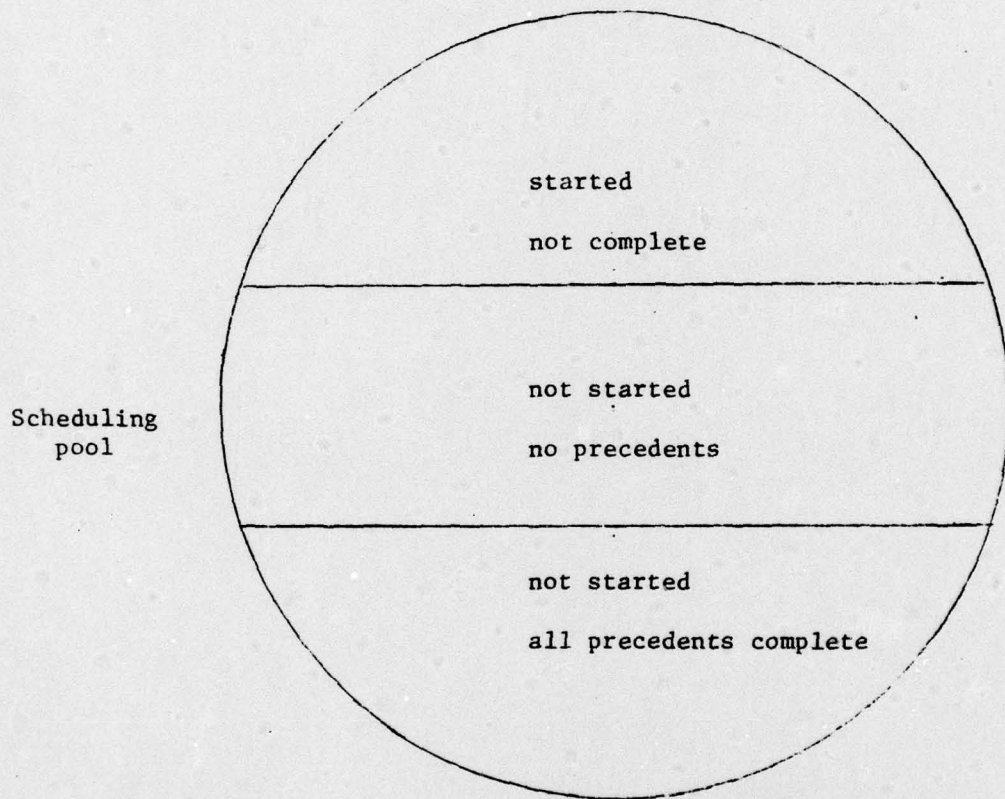 started
not complete
not started
no precedents
Scheduling
pool
not started
all precedents complete